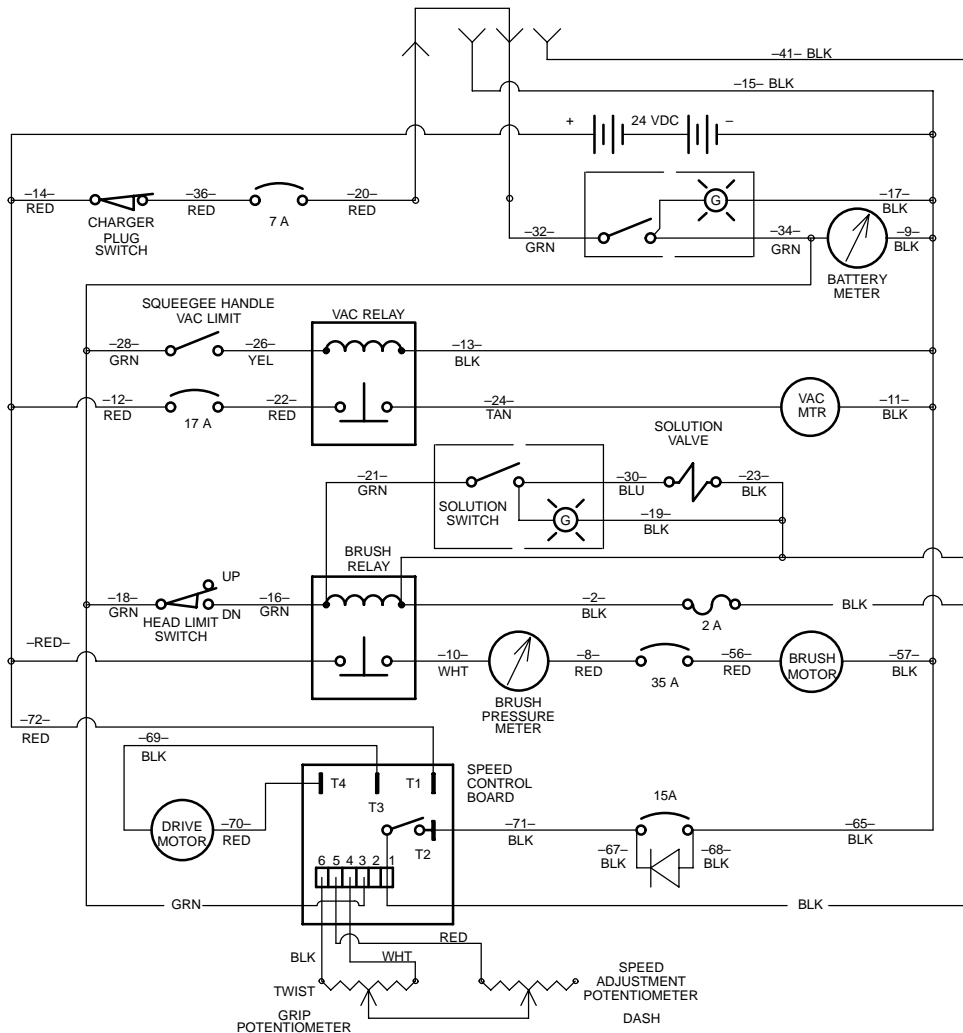 –41– BLK
–15– BLK
+ 24 VDC –
–14–
RED
–36–
RED
–20–
RED
CHARGER
PLUG
SWITCH
7 A
G
–17–
BLK
–32–
GRN
–34–
GRN
–9–
BLK
BATTERY
METER
SQUEEGEE HANDLE
VAC LIMIT
VAC RELAY
–28–
GRN
–26–
YEL
–13–
BLK
–12–
RED
17 A
–22–
RED
–24–
TAN
VAC
MTR
–11–
BLK
SOLUTION
VALVE
–21–
GRN
SOLUTION
SWITCH
G
–30–
BLU
–23–
BLK
–19–
BLK
BRUSH
RELAY
UP
–18–
GRN
DN
HEAD LIMIT
SWITCH
–16–
GRN
–2–
BLK
2 A
BLK
–RED–
–10–
WHT
BRUSH
PRESSURE
METER
–8–
RED
35 A
–56–
RED
BRUSH
MOTOR
–57–
BLK
–72–
RED
–69–
BLK
SPEED
CONTROL
BOARD
T4
T3
T1
T2
DRIVE
MOTOR
–70–
RED
–71–
BLK
15A
–67–
BLK
–68–
BLK
–65–
BLK
6 5 4 3 2 1
GRN
BLK
RED
BLK
WHT
TWIST
GRIP
POTENTIOMETER
SPEED
ADJUSTMENT
POTENTIOMETER
DASH